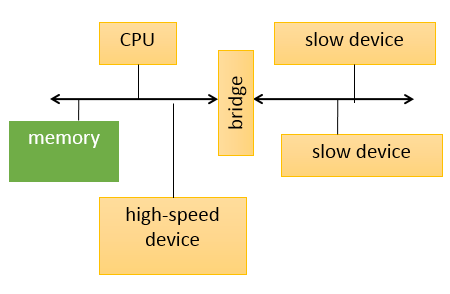 CPU
slow device
bridge
memory
slow device
high-speed
device